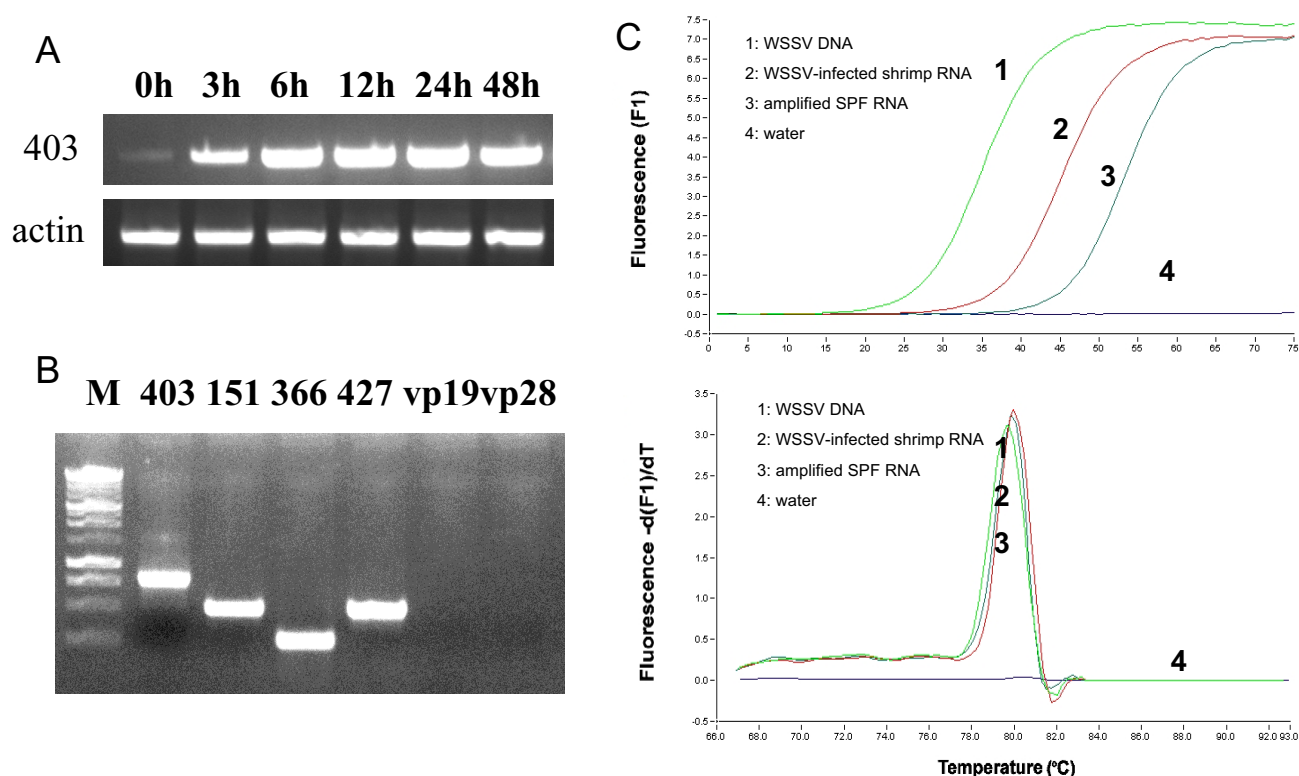 A
0h 3h 6h 12h 24h 48h
403
actin
B
M 403 151 366 427 vp19vp28
C
Fluorescence (F1)
7.5
7.0
6.5
6.0
5.5
5.0
4.5
4.0
3.5
3.0
2.5
2.0
1.5
1.0
0.5
0.0
-0.5
1: WSSV DNA
2: WSSV-infected shrimp RNA
3: amplified SPF RNA
4: water
1
2
3
4
0 5 10 15 20 25 30 35 40 45 50 55 60 65 70 75
Fluorescence -d(F1)/dT
3.5
3.0
2.5
2.0
1.5
1.0
0.5
0.0
-0.5
1: WSSV DNA
2: WSSV-infected shrimp RNA
3: amplified SPF RNA
4: water
1
2
3
4
66.0 68.0 70.0 72.0 74.0 76.0 78.0 80.0 82.0 84.0 86.0 88.0 90.0 92.0 93.0
Temperature (°C)